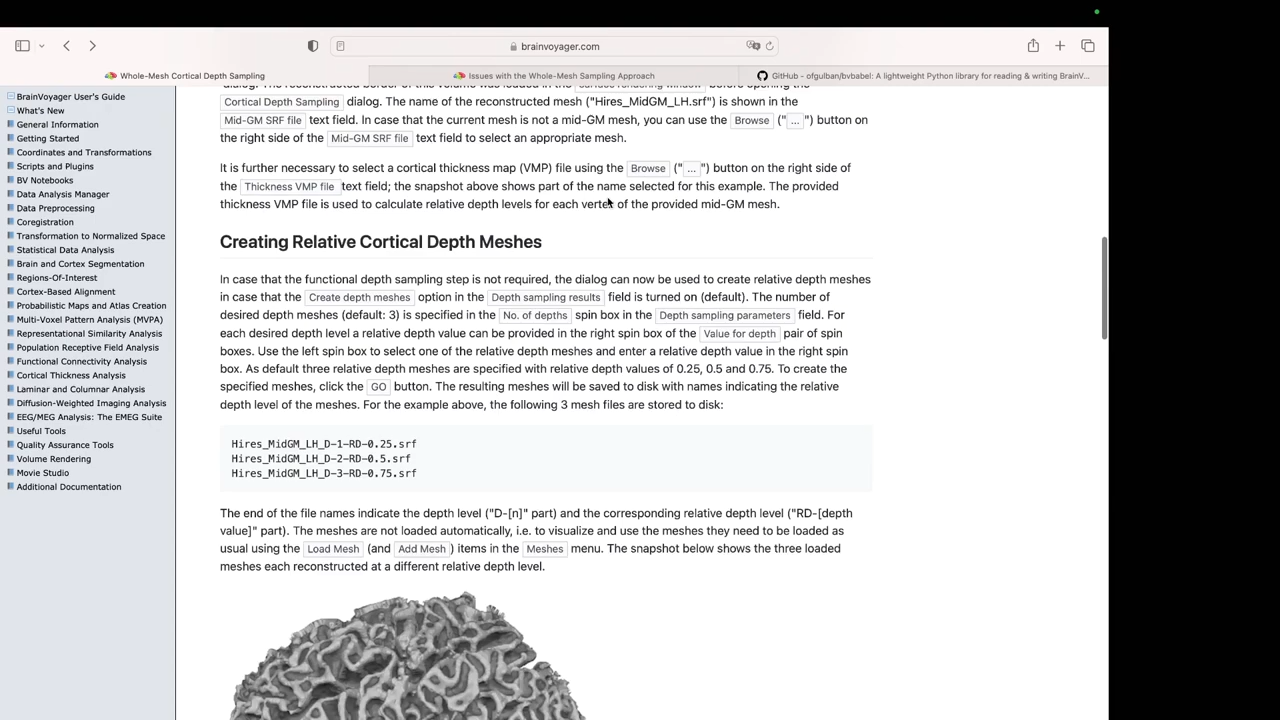 brainvoyager.com
Whole-Mesh Cortical Depth Sampling
Issues with the Whole-Mesh Sampling Approach
GitHub - ofgulban/bvbabel: A lightweight Python library for reading & writing BrainV...
BrainVoyager User's Guide
What's New
General Information
Getting Started
Coordinates and Transformations
Scripts and Plugins
BV Notebooks
Data Analysis Manager
Data Preprocessing
Coregistration
Transformation to Normalized Space
Statistical Data Analysis
Brain and Cortex Segmentation
Regions-Of-Interest
Cortex-Based Alignment
Probabilistic Maps and Atlas Creation
Multi-Voxel Pattern Analysis (MVPA)
Representational Similarity Analysis
Population Receptive Field Analysis
Functional Connectivity Analysis
Cortical Thickness Analysis
Laminar and Columnar Analysis
Diffusion-Weighted Imaging Analysis
EEG/MEG Analysis: The EMEG Suite
Useful Tools
Quality Assurance Tools
Volume Rendering
Movie Studio
Additional Documentation
dialog. The reconstructed border of this volume was loaded in the Surface rendering window before opening the
Cortical Depth Sampling dialog. The name of the reconstructed mesh ("Hires_MidGM_LH.srf") is shown in the
Mid-GM SRF file text field. In case that the current mesh is not a mid-GM mesh, you can use the Browse ("...") button on
the right side of the Mid-GM SRF file text field to select an appropriate mesh.
It is further necessary to select a cortical thickness map (VMP) file using the Browse ("...") button on the right side of
the Thickness VMP file text field; the snapshot above shows part of the name selected for this example. The provided
thickness VMP file is used to calculate relative depth levels for each vertex of the provided mid-GM mesh.
Creating Relative Cortical Depth Meshes
In case that the functional depth sampling step is not required, the dialog can now be used to create relative depth meshes
in case that the Create depth meshes option in the Depth sampling results field is turned on (default). The number of
desired depth meshes (default: 3) is specified in the No. of depths spin box in the Depth sampling parameters field. For
each desired depth level a relative depth value can be provided in the right spin box of the Value for depth pair of spin
boxes. Use the left spin box to select one of the relative depth meshes and enter a relative depth value in the right spin
box. As default three relative depth meshes are specified with relative depth values of 0.25, 0.5 and 0.75. To create the
specified meshes, click the GO button. The resulting meshes will be saved to disk with names indicating the relative
depth level of the meshes. For the example above, the following 3 mesh files are stored to disk:
Hires_MidGM_LH_D-1-RD-0.25.srf
Hires_MidGM_LH_D-2-RD-0.5.srf
Hires_MidGM_LH_D-3-RD-0.75.srf
The end of the file names indicate the depth level ("D-[n]" part) and the corresponding relative depth level ("RD-[depth
value]" part). The meshes are not loaded automatically, i.e. to visualize and use the meshes they need to be loaded as
usual using the Load Mesh (and Add Mesh) items in the Meshes menu. The snapshot below shows the three loaded
meshes each reconstructed at a different relative depth level.